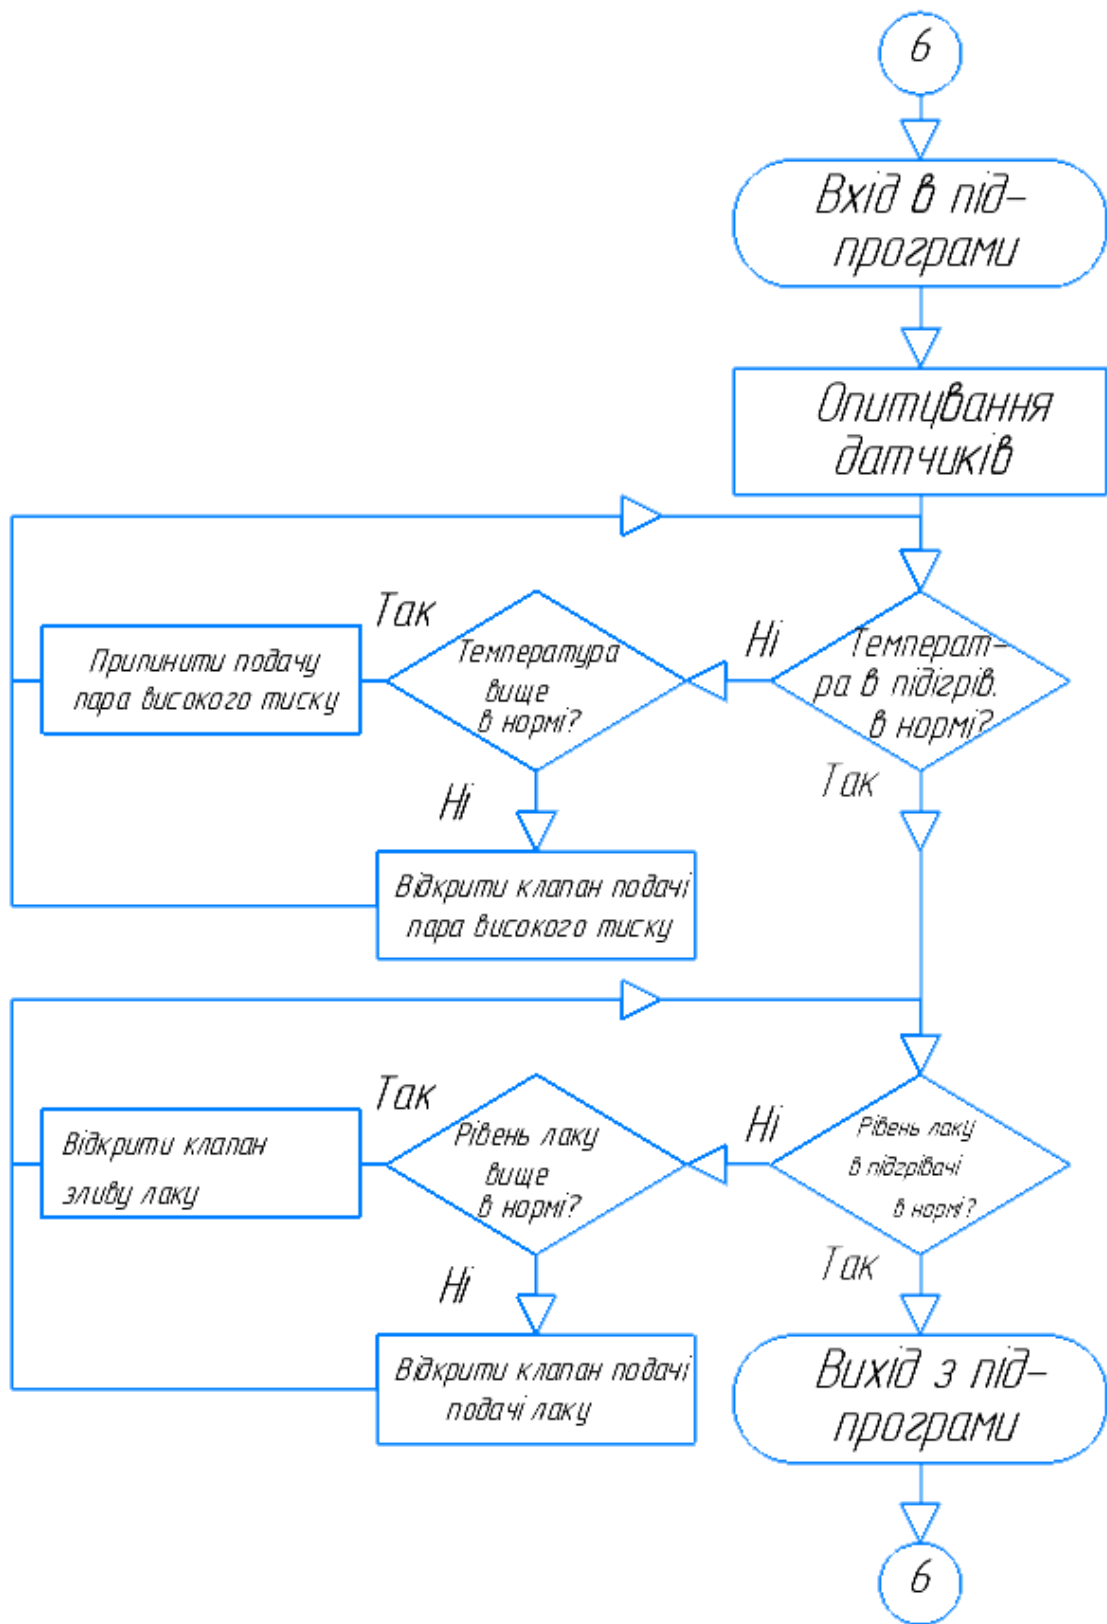 6
Вхід в під-
програми
Опитування
датчиків
Так
Припинити подачу
пара високого тиску
Температура
вище
в нормі?
Ні
Температ-
ра в підігрів.
в нормі?
Ні
Так
Відкрити клапан подачі
пара високого тиску
Так
Відкрити клапан
зливу лаку
Рівень лаку
вище
в нормі?
Ні
Рівень лаку
в підгрівачі
в нормі?
Ні
Так
Відкрити клапан подачі
подачі лаку
Вихід з під-
програми
6